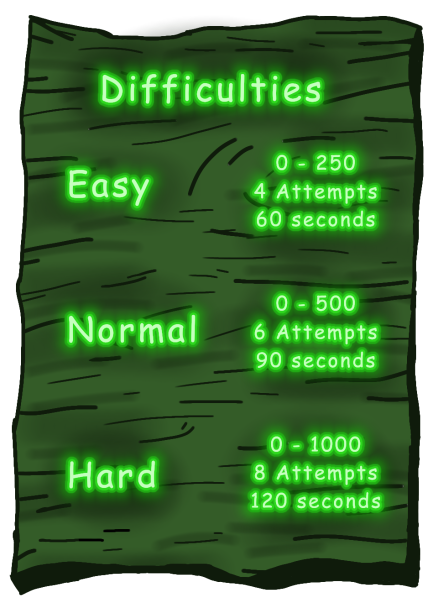 Difficulties
Easy
0 - 250
4 Attempts
60 seconds
Normal
0 - 500
6 Attempts
90 seconds
Hard
0 - 1000
8 Attempts
120 seconds